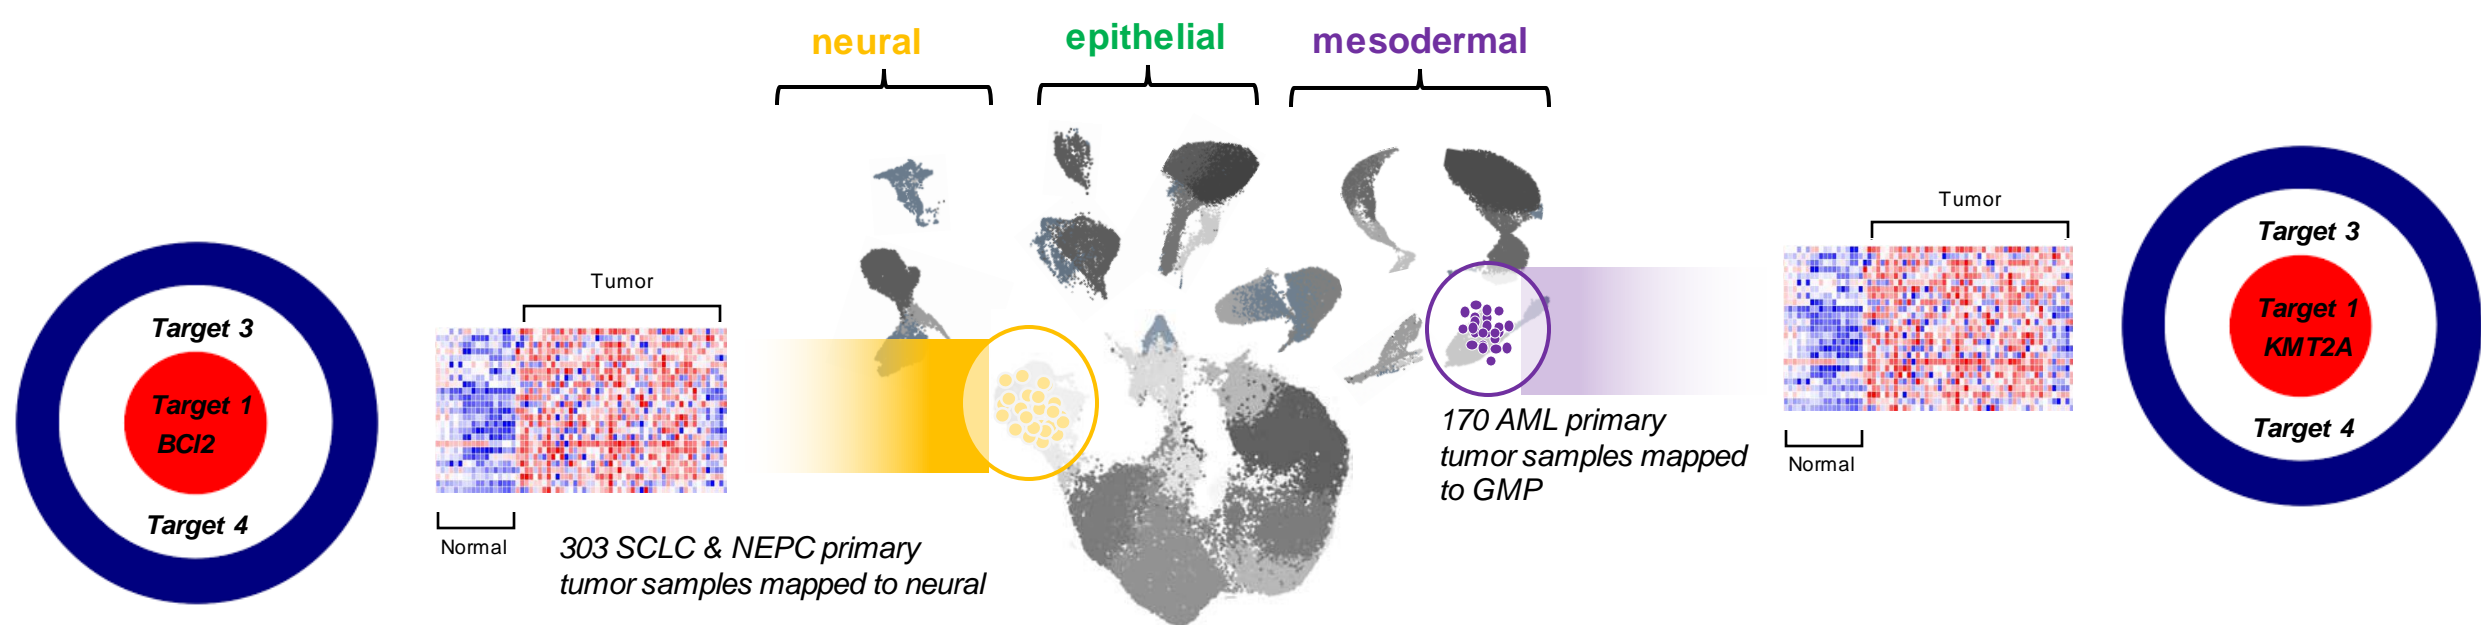 neural
epithelial
mesodermal
Target 3
Target 1
BCl2
Target 4
Tumor
Normal
303 SCLC & NEPC primary
tumor samples mapped to neural
170 AML primary
tumor samples mapped
to GMP
Tumor
Normal
Target 3
Target 1
KMT2A
Target 4